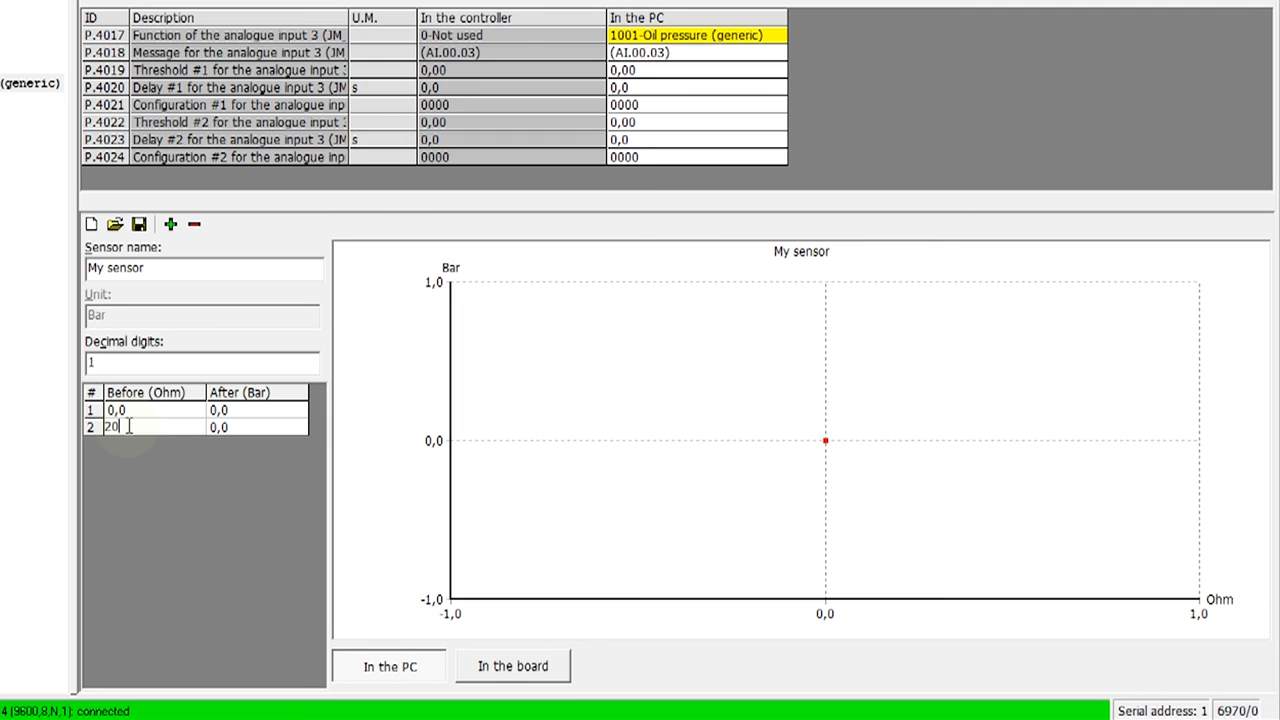 ID Description U.M. In the controller In the PC
P.4017 Function of the analogue input 3 (JM_ 0-Not used 1001-Oil pressure (generic)
P.4018 Message for the analogue input 3 (JM_ (AI.00.03) (AI.00.03)
(generic)
P.4019 Threshold #1 for the analogue input 0,00 0,00
P.4020 Delay #1 for the analogue input 3 (JM s 0,0 0,0
P.4021 Configuration #1 for the analogue inp 0000 0000
P.4022 Threshold #2 for the analogue input 0,00 0,00
P.4023 Delay #2 for the analogue input 3 (JM s 0,0 0,0
P.4024 Configuration #2 for the analogue inp 0000 0000
Sensor name:
My sensor
Unit:
Bar
Decimal digits:
1
# Before (Ohm) After (Bar)
1 0,0 0,0
2 20 0,0
My sensor
Bar
1,0
0,0
-1,0
Ohm
-1,0 0,0 1,0
In the PC In the board
4 [9600,8,N,1]: connected Serial address: 1 6970/0